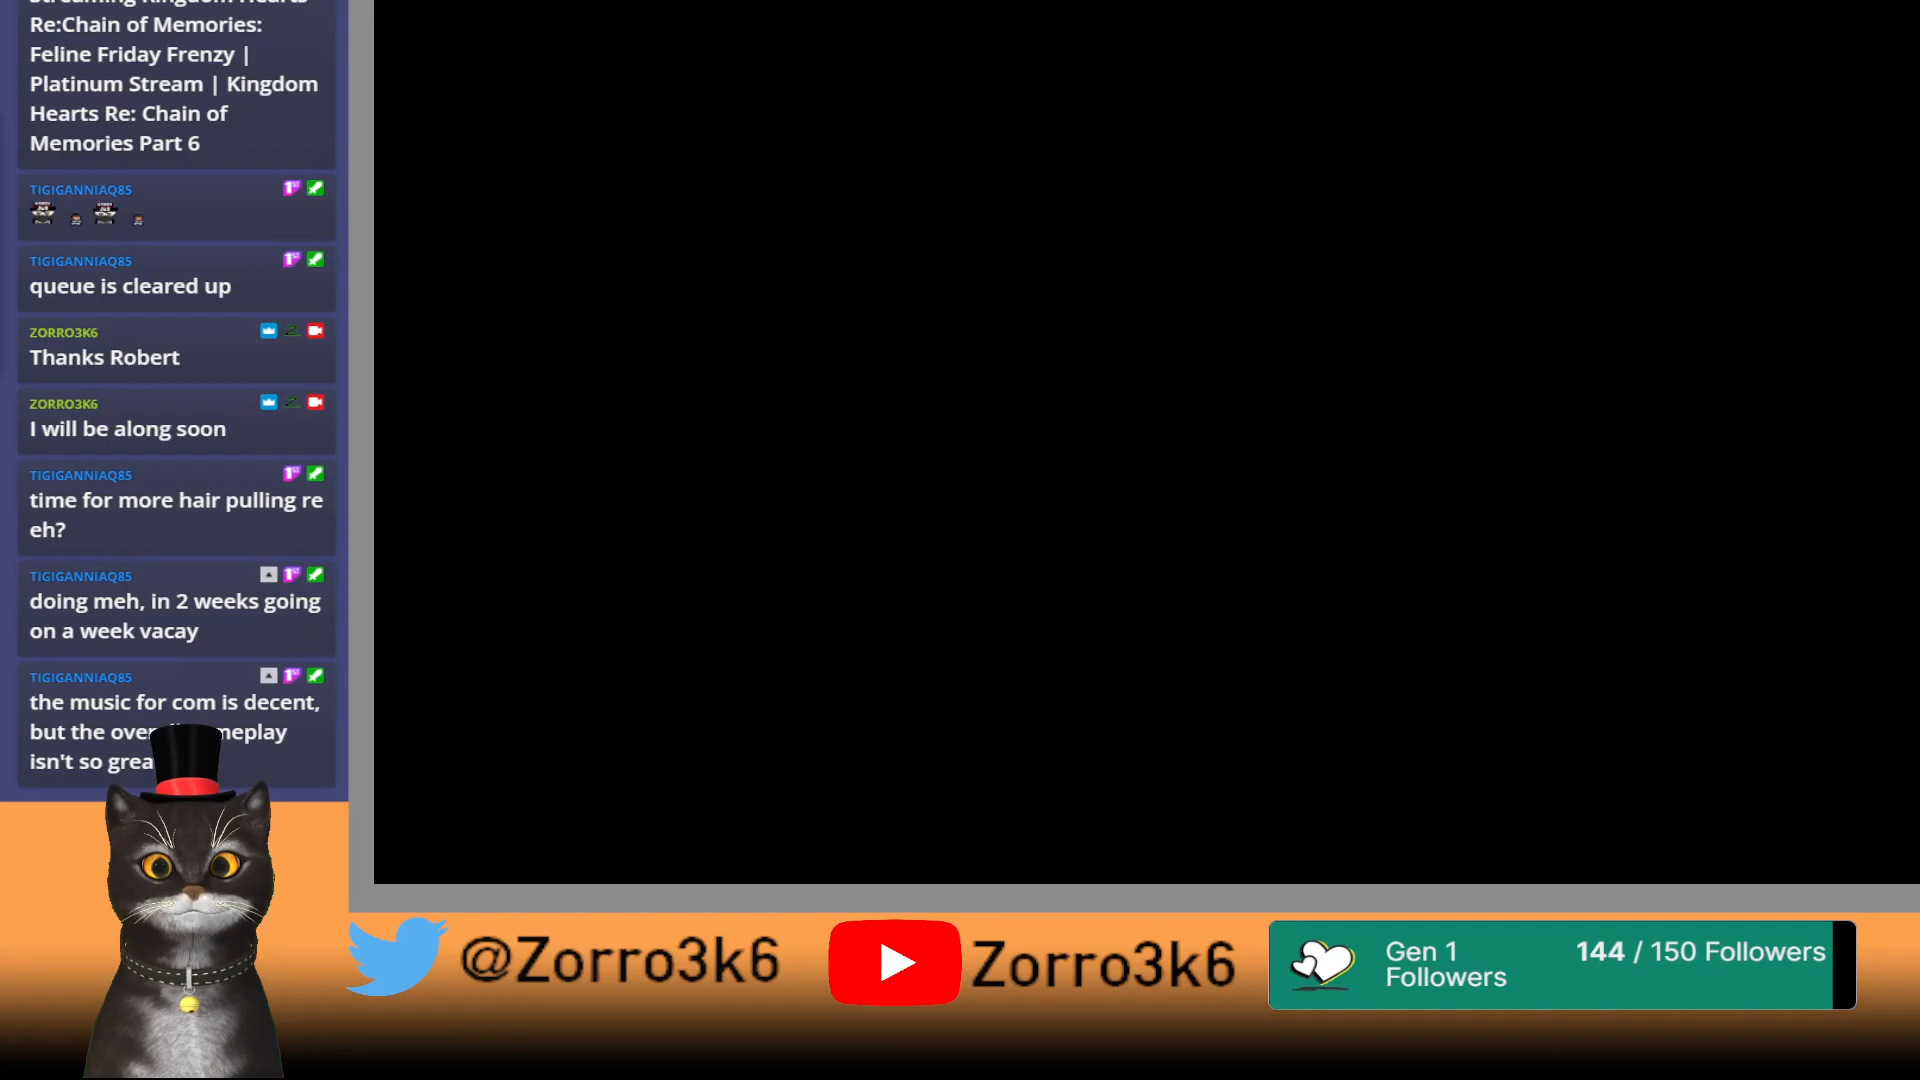 Re:Chain of Memories:
Feline Friday Frenzy |
Platinum Stream | Kingdom
Hearts Re: Chain of
Memories Part 6
TIGIGANNIAQ85
TIGIGANNIAQ85
queue is cleared up
ZORRO3K6
Thanks Robert
ZORRO3K6
I will be along soon
TIGIGANNIAQ85
time for more hair pulling re
eh?
TIGIGANNIAQ85
doing meh, in 2 weeks going
on a week vacay
TIGIGANNIAQ85
the music for com is decent,
but the
isn't so
@Zorro3k6
Zorro3k6
Gen 1
Followers
144 / 150 Followers